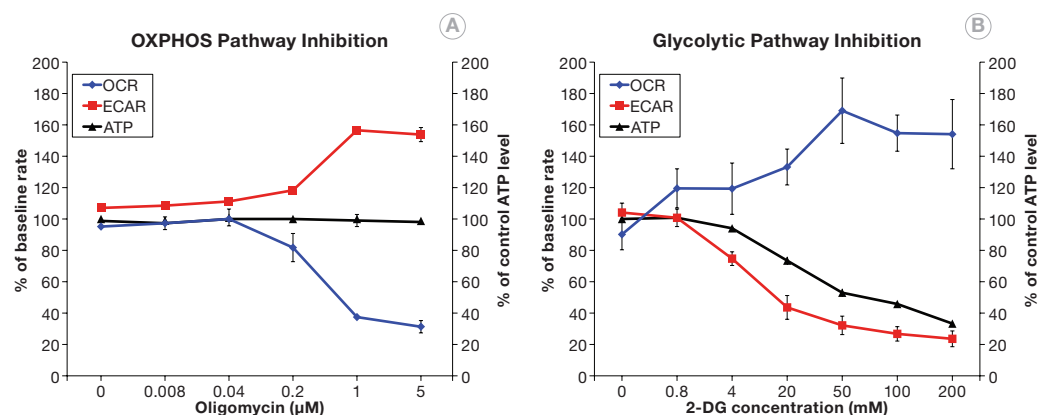 A
OXPHOS Pathway Inhibition
200
180
160
140
120
100
80
60
40
20
0
% of baseline rate
OCR
ECAR
ATP
200
180
160
140
120
100
80
60
40
20
0
% of control ATP level
0 0.008 0.04 0.2 1 5
Oligomycin (µM)
B
Glycolytic Pathway Inhibition
200
180
160
140
120
100
80
60
40
20
0
% of baseline rate
OCR
ECAR
ATP
200
180
160
140
120
100
80
60
40
20
0
% of control ATP level
0 0.8 4 20 50 100 200
2-DG concentration (mM)